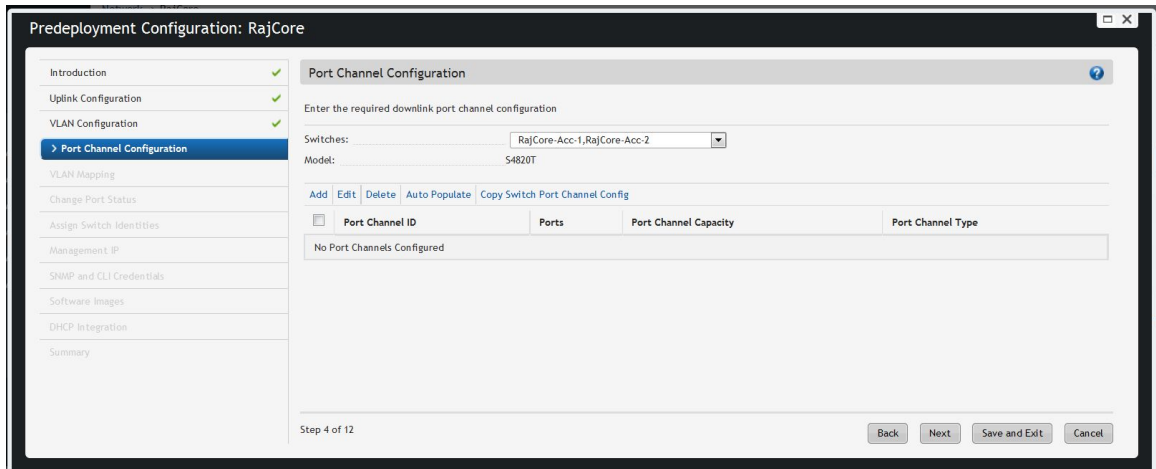 Predeployment Configuration: RajCore
Introduction
Uplink Configuration
VLAN Configuration
> Port Channel Configuration
VLAN Mapping
Change Port Status
Assign Switch Identities
Management IP
SNMP and CLI Credentials
Software Images
DHCP Integration
Summary
Port Channel Configuration
Enter the required downlink port channel configuration
Switches: RajCore-Acc-1,RajCore-Acc-2
Model: S4820T
Add Edit Delete Auto Populate Copy Switch Port Channel Config
Port Channel ID Ports Port Channel Capacity Port Channel Type
No Port Channels Configured
Step 4 of 12
Back Next Save and Exit Cancel